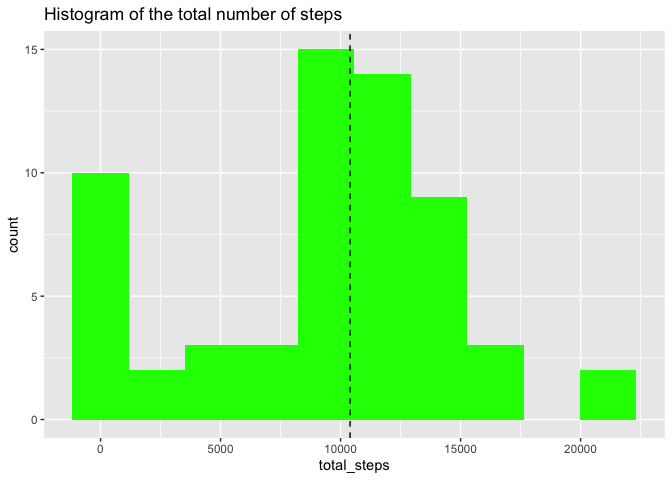 Histogram of the total number of steps
15
10
5
0
count
0 5000 10000 15000 20000
total_steps